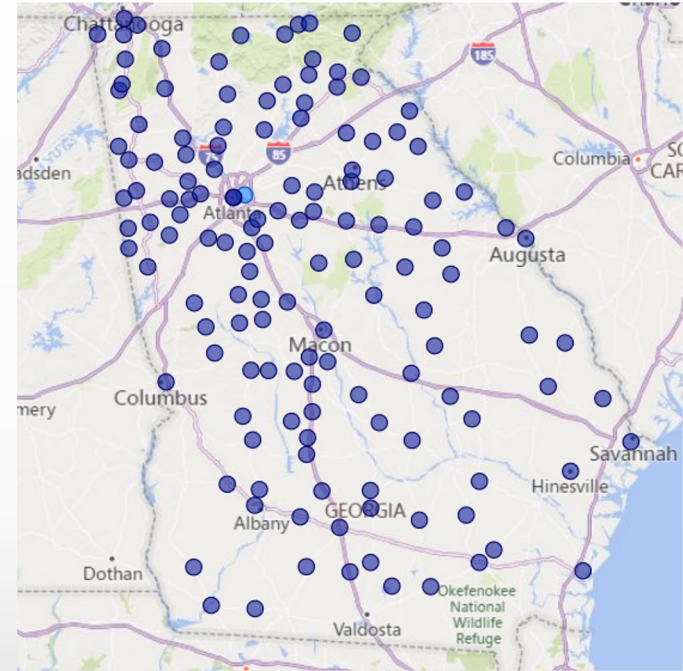 Chattanooga
185
Columbia
SC
CAR
adsden
75
85
Athens
Atlanta
Augusta
Macon
Columbus
mery
Savannah
Hinesville
GEORGIA
Albany
Dothan
Okefenokee
National
Wildlife
Refuge
Valdosta